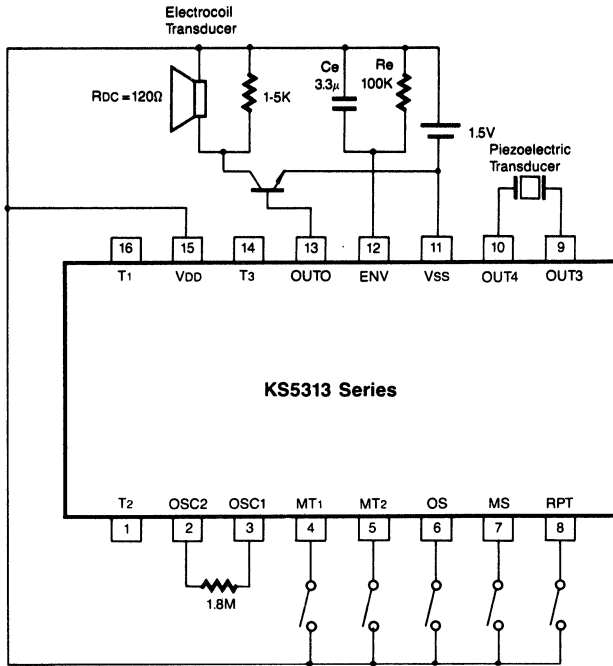 Electrocoil
Transducer
RDC = 120Ω
1-5K
Ce
3.3μ
Re
100K
1.5V
Piezoelectric
Transducer
16 15 14 13 12 11 10 9
T1 VDD T3 OUTO ENV VSS OUT4 OUT3
KS5313 Series
T2 OSC2 OSC1 MT1 MT2 OS MS RPT
1 2 3 4 5 6 7 8
1.8M